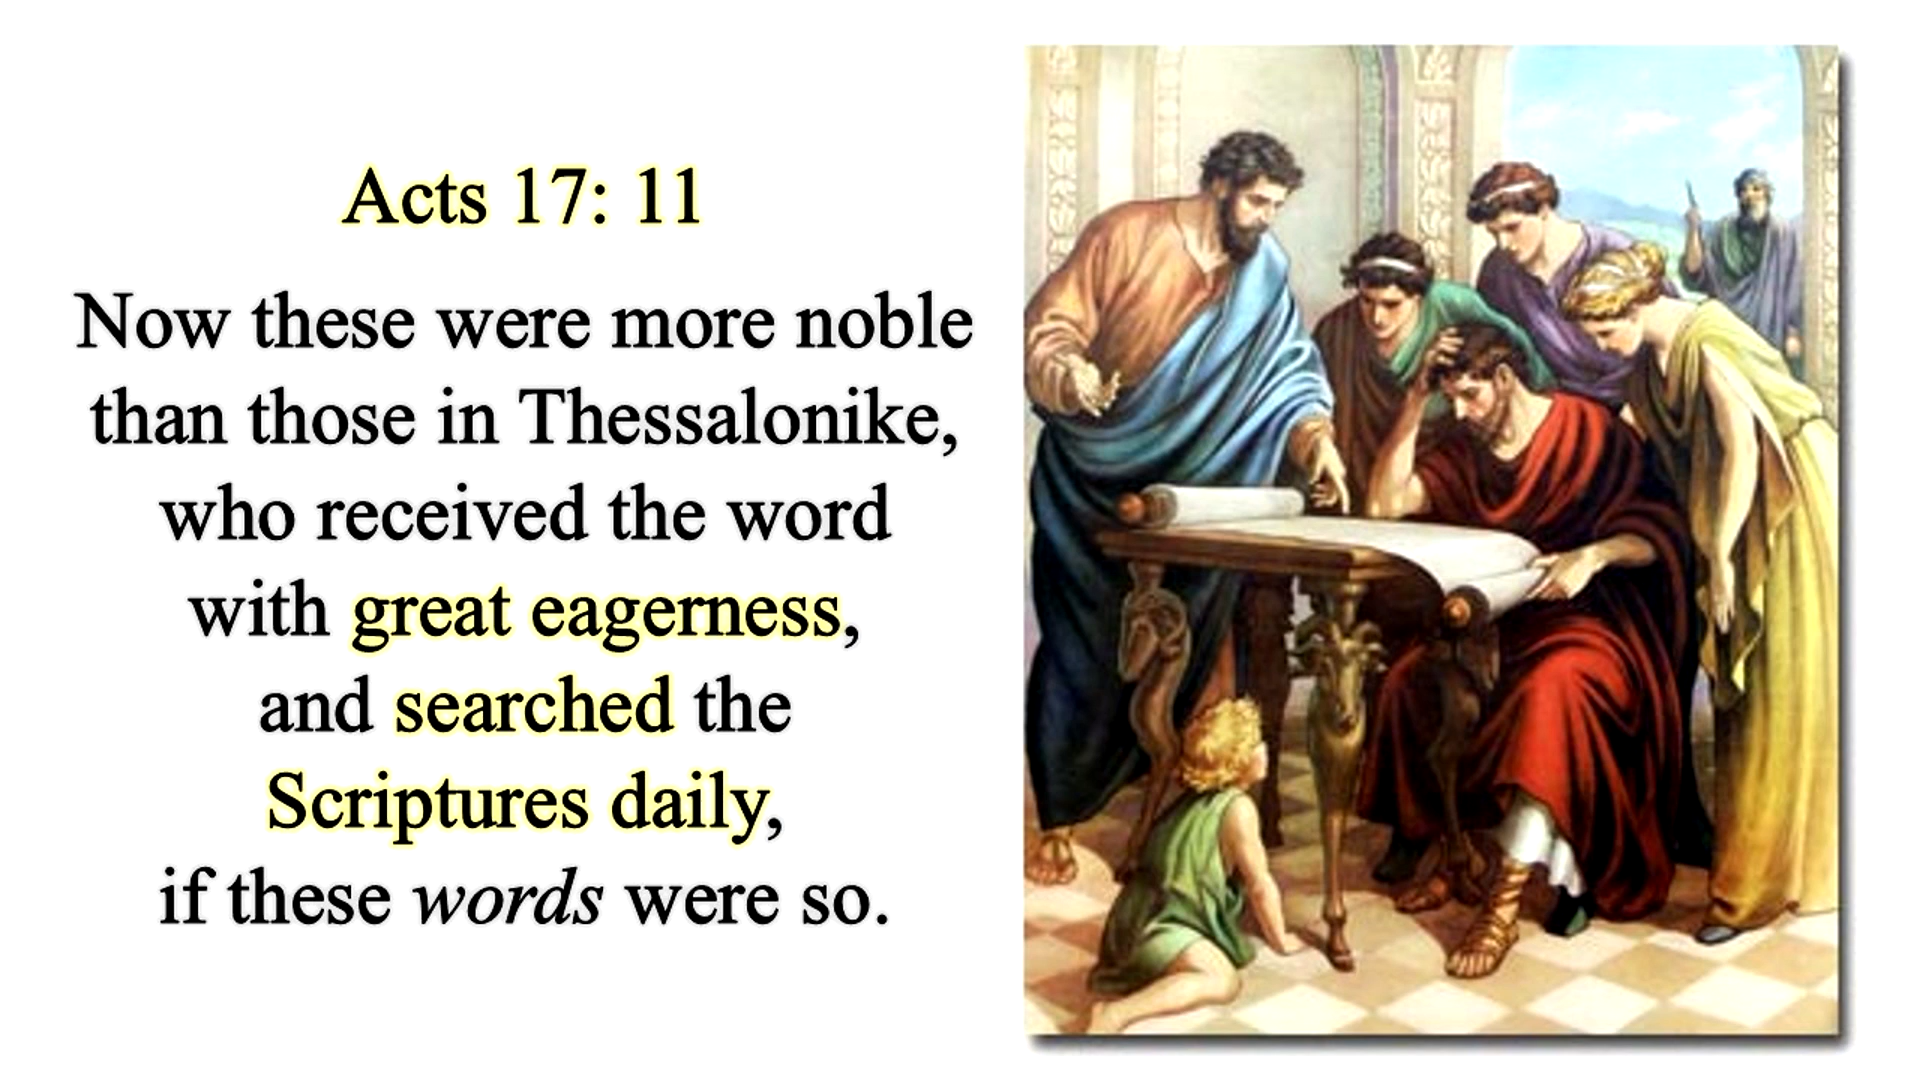 Acts 17: 11
Now these were more noble
than those in Thessalonike,
who received the word
with great eagerness,
and searched the
Scriptures daily,
if these words were so.